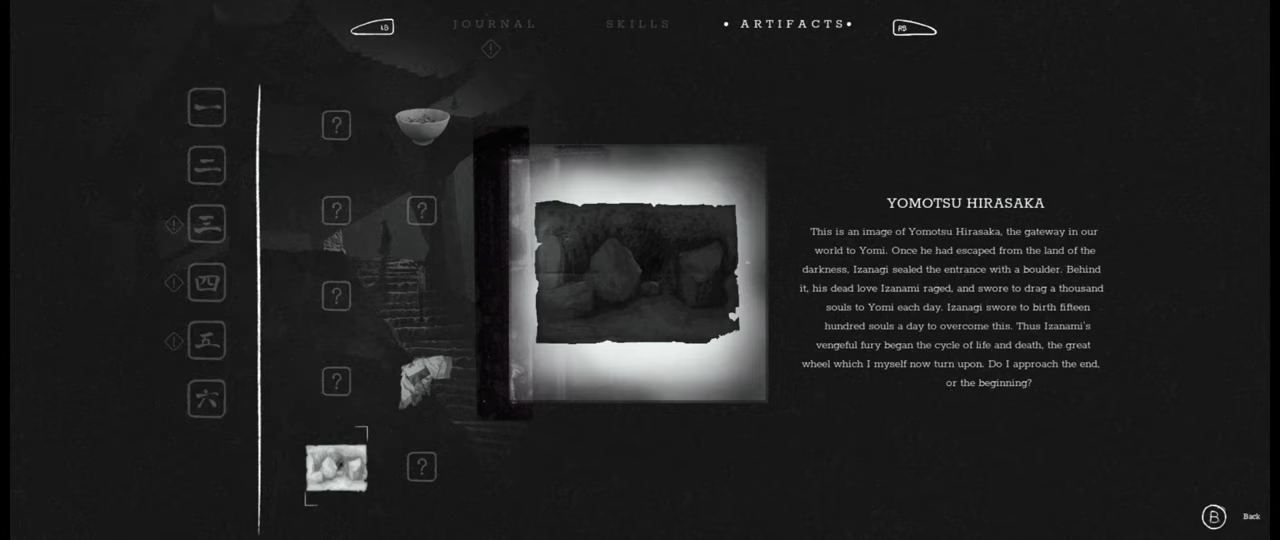 LB
JOURNAL
SKILLS
• ARTIFACTS •
RB
!
一
?
二
!
三
?
?
!
四
?
!
五
?
六
?
YOMOTSU HIRASAKA
This is an image of Yomotsu Hirasaka, the gateway in our
world to Yomi. Once he had escaped from the land of the
darkness, Izanagi sealed the entrance with a boulder. Behind
it, his dead love Izanami raged, and swore to drag a thousand
souls to Yomi each day. Izanagi swore to birth fifteen
hundred souls a day to overcome this. Thus Izanami's
vengeful fury began the cycle of life and death, the great
wheel which I myself now turn upon. Do I approach the end,
or the beginning?
B
Back